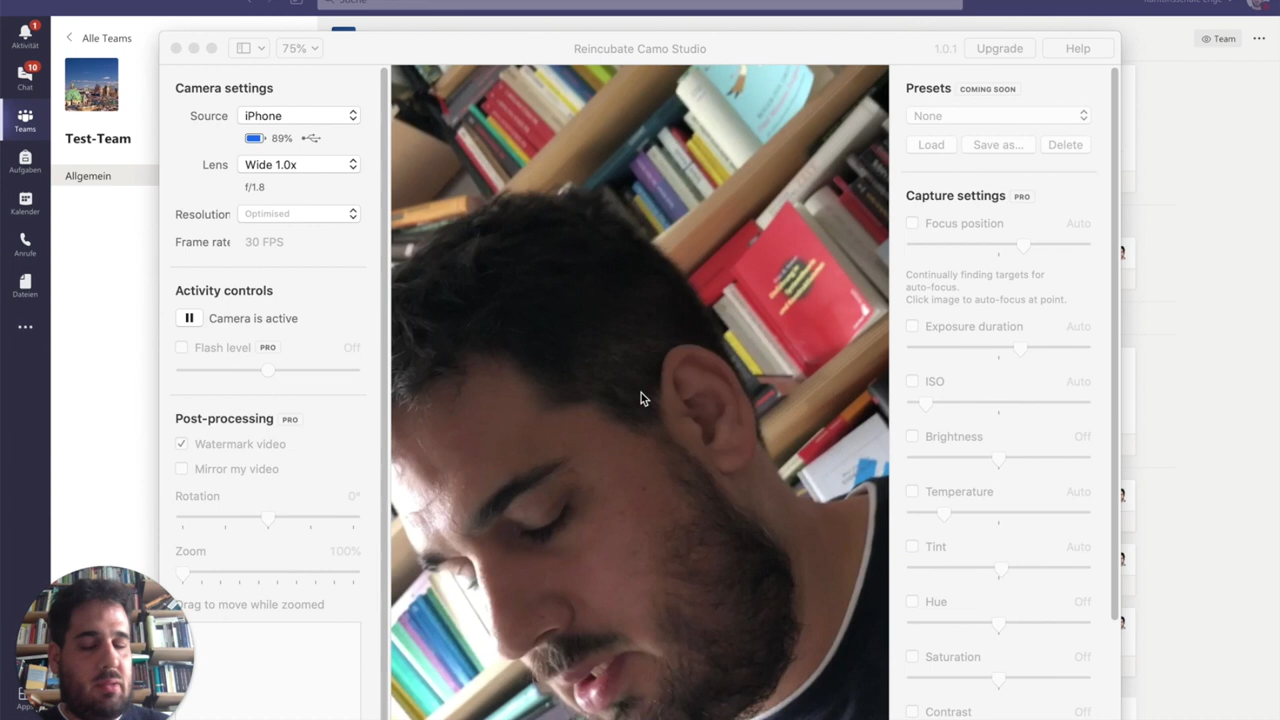 Suche
Kantonsschule, Engl.
1
Aktivität
10
Chat
Teams
Aufgaben
Kalender
Anrufe
Dateien
Alle Teams
Test-Team
Allgemein
Team
75%
Reincubate Camo Studio
1.0.1
Upgrade
Help
Camera settings
Source
iPhone
89%
Lens
Wide 1.0x
f/1.8
Resolution
Optimised
Frame rate
30 FPS
Activity controls
Camera is active
Flash level PRO Off
Post-processing PRO
Watermark video
Mirror my video
Rotation 0°
Zoom 100%
Drag to move while zoomed
Presets COMING SOON
None
Load
Save as...
Delete
Capture settings PRO
Focus position Auto
Continually finding targets for
auto-focus.
Click image to auto-focus at point.
Exposure duration Auto
ISO Auto
Brightness Off
Temperature Auto
Tint Auto
Hue Off
Saturation Off
Contrast Off